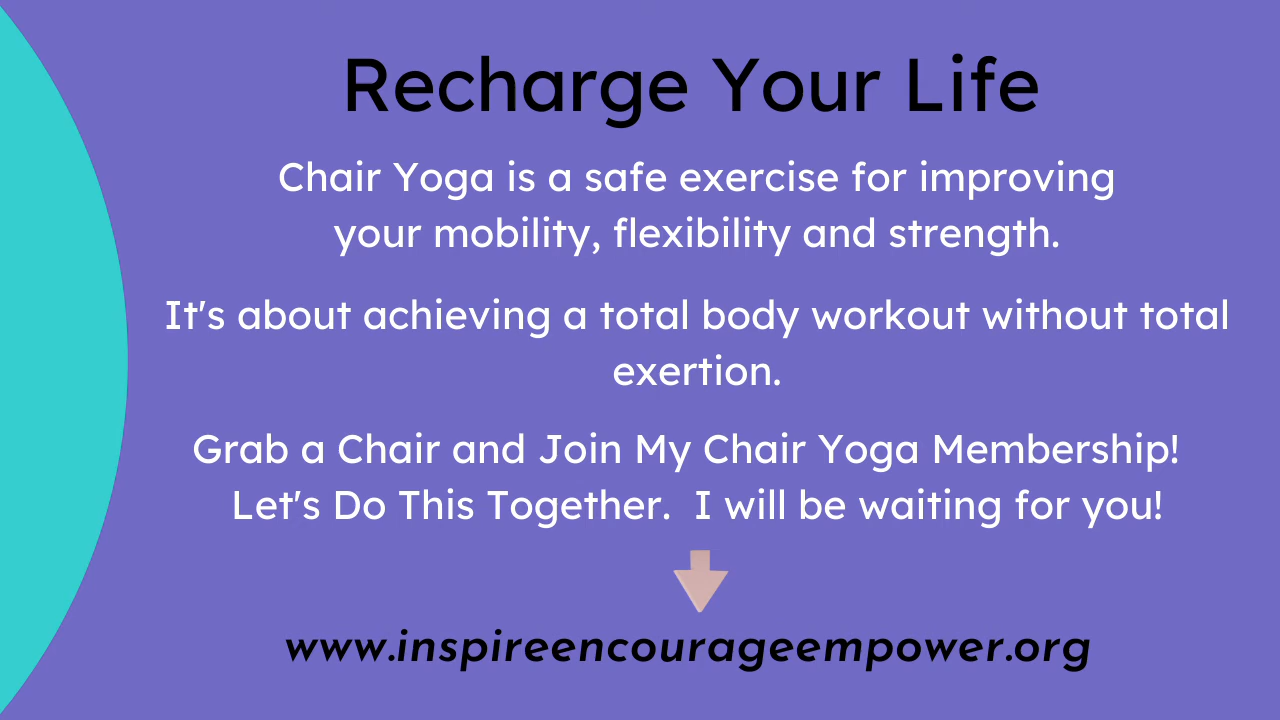 Recharge Your Life
Chair Yoga is a safe exercise for improving
your mobility, flexibility and strength.
It's about achieving a total body workout without total
exertion.
Grab a Chair and Join My Chair Yoga Membership!
Let's Do This Together.  I will be waiting for you!
www.inspireencourageempower.org